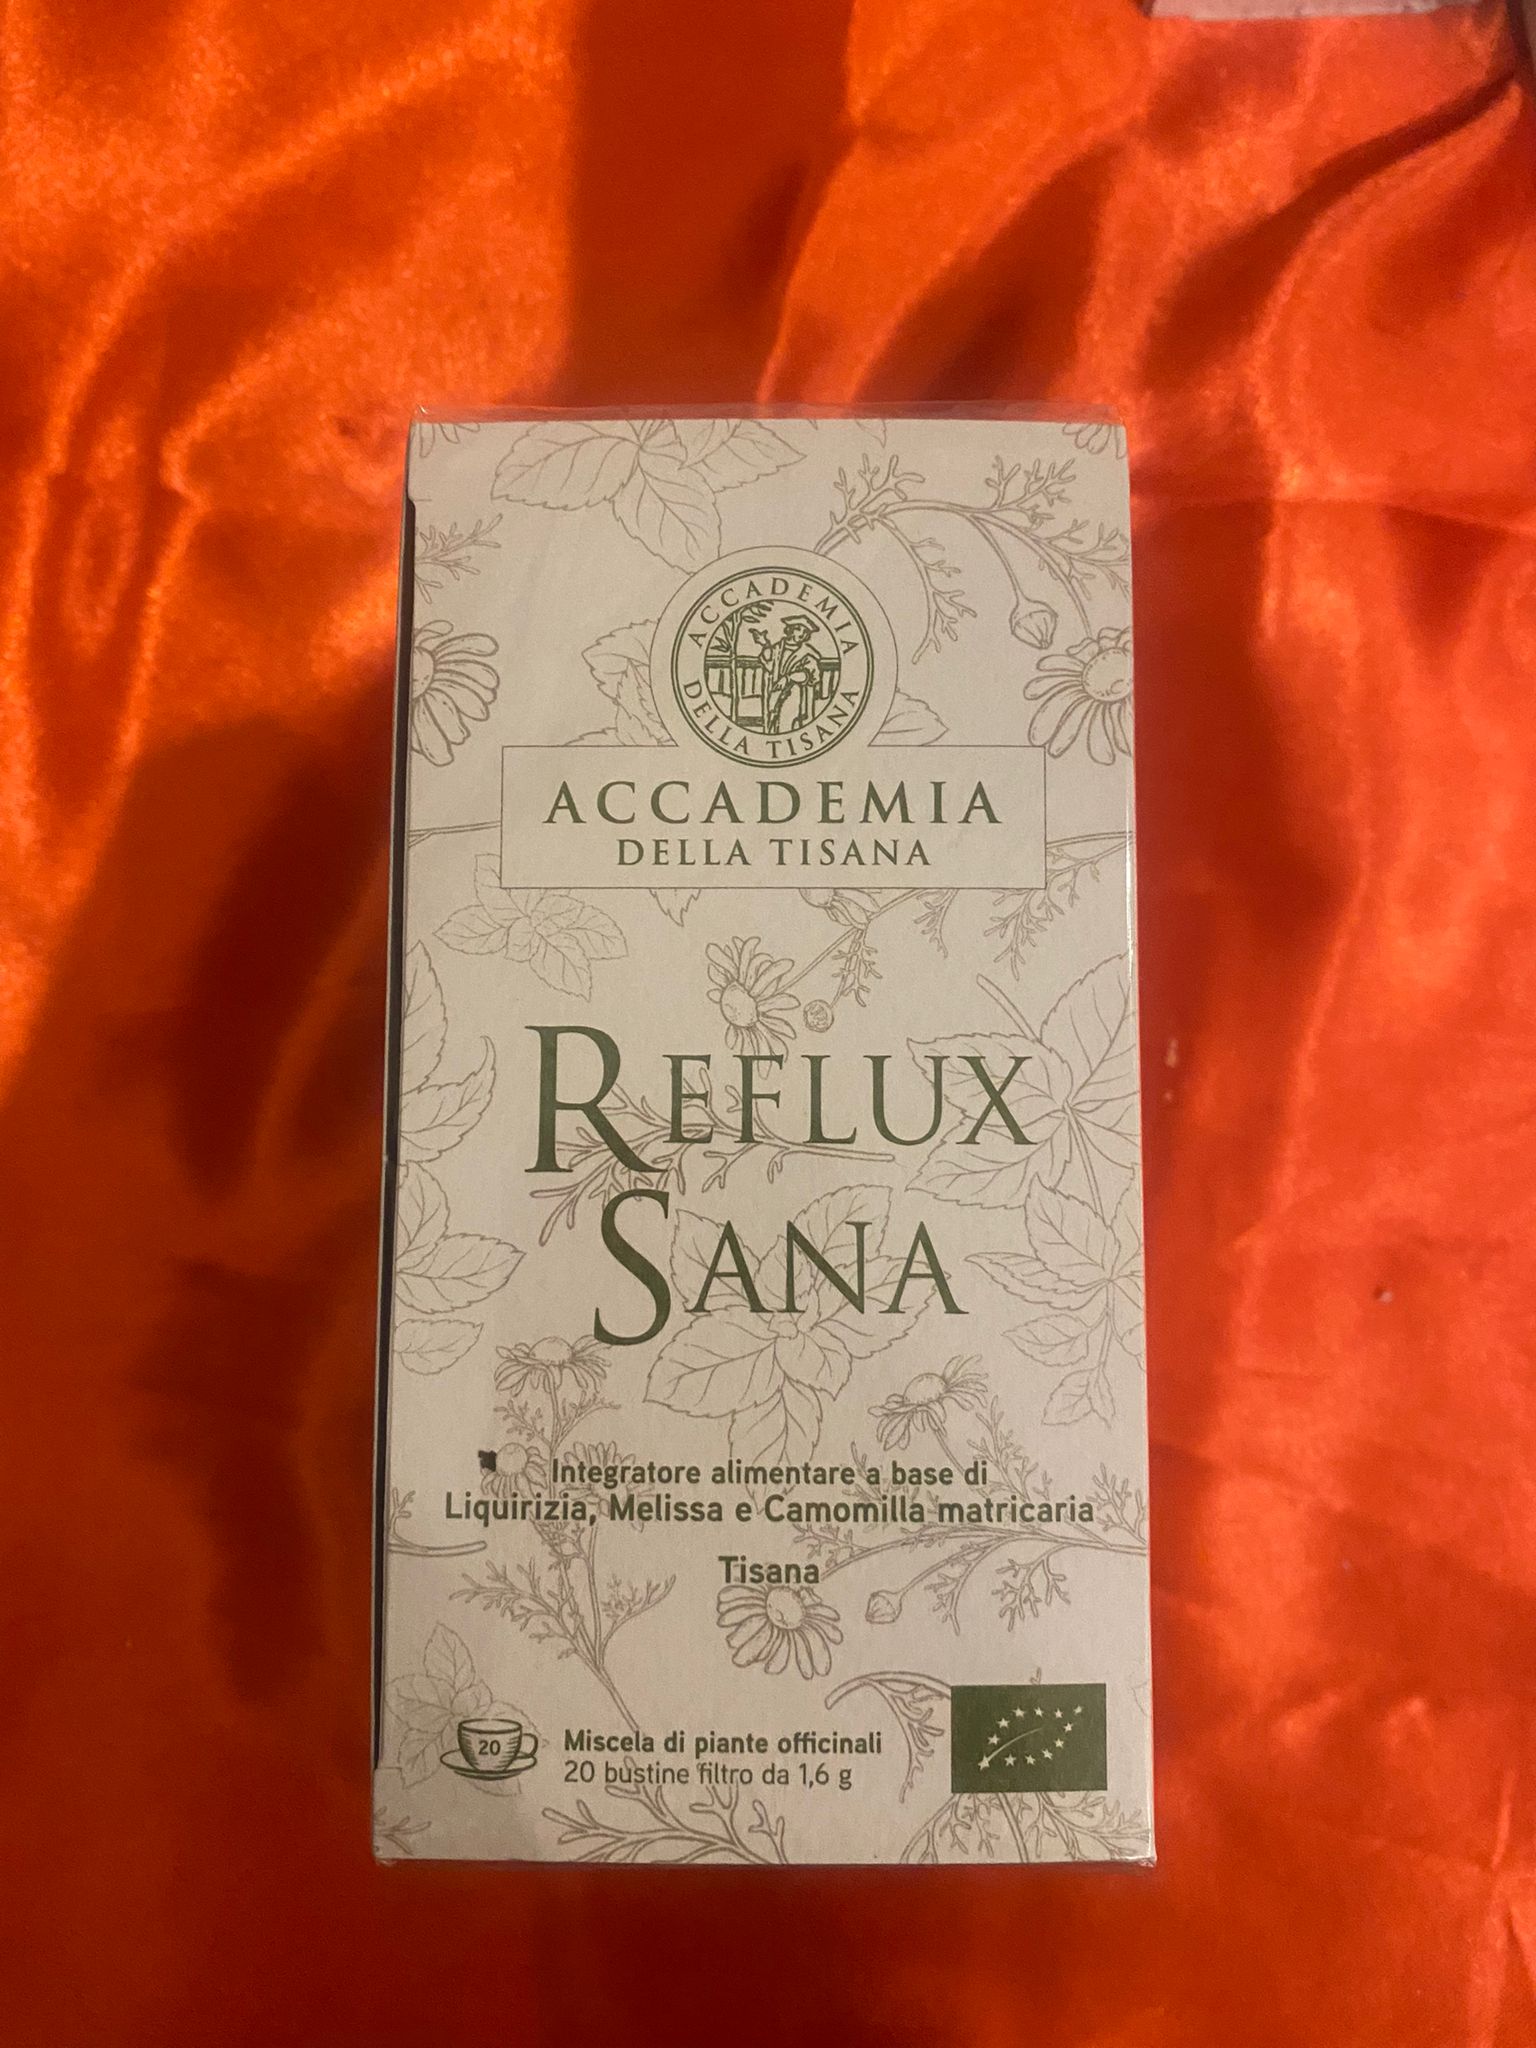 ACCADEMIA
DELLA TISANA
ACCADEMIA
DELLA TISANA
REFLUX
SANA
Integratore alimentare a base di
Liquirizia, Melissa e Camomilla matricaria
Tisana
20
Miscela di piante officinali
20 bustine filtro da 1,6 g